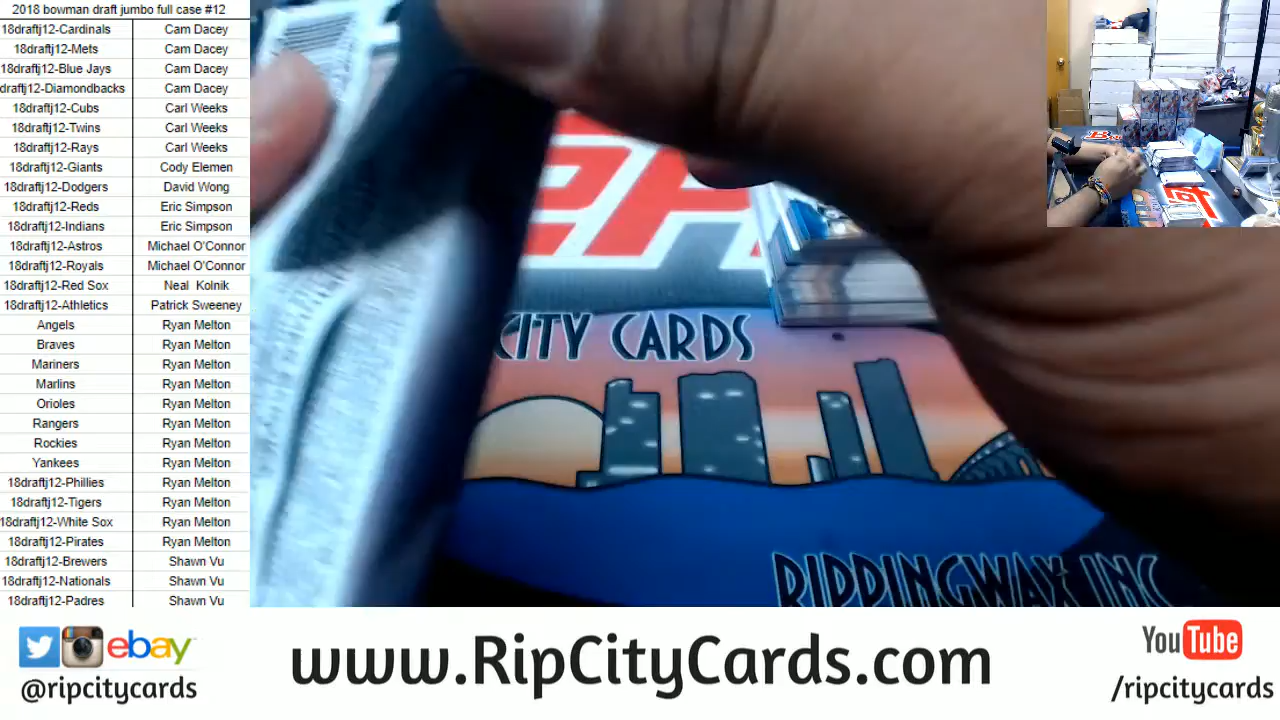 2018 bowman draft jumbo full case #12
18draftj12-Cardinals Cam Dacey
18draftj12-Mets Cam Dacey
18draftj12-Blue Jays Cam Dacey
draftj12-Diamondbacks Cam Dacey
18draftj12-Cubs Carl Weeks
18draftj12-Twins Carl Weeks
18draftj12-Rays Carl Weeks
18draftj12-Giants Cody Elemen
18draftj12-Dodgers David Wong
18draftj12-Reds Eric Simpson
18draftj12-Indians Eric Simpson
18draftj12-Astros Michael O'Connor
18draftj12-Royals Michael O'Connor
18draftj12-Red Sox Neal Kolnik
18draftj12-Athletics Patrick Sweeney
Angels Ryan Melton
Braves Ryan Melton
Mariners Ryan Melton
Marlins Ryan Melton
Orioles Ryan Melton
Rangers Ryan Melton
Rockies Ryan Melton
Yankees Ryan Melton
18draftj12-Phillies Ryan Melton
18draftj12-Tigers Ryan Melton
18draftj12-White Sox Ryan Melton
18draftj12-Pirates Ryan Melton
18draftj12-Brewers Shawn Vu
18draftj12-Nationals Shawn Vu
18draftj12-Padres Shawn Vu
CITY CARDS
RIPPINGWAX INC
ebay
@ripcitycards
www.RipCityCards.com
YouTube
/ripcitycards